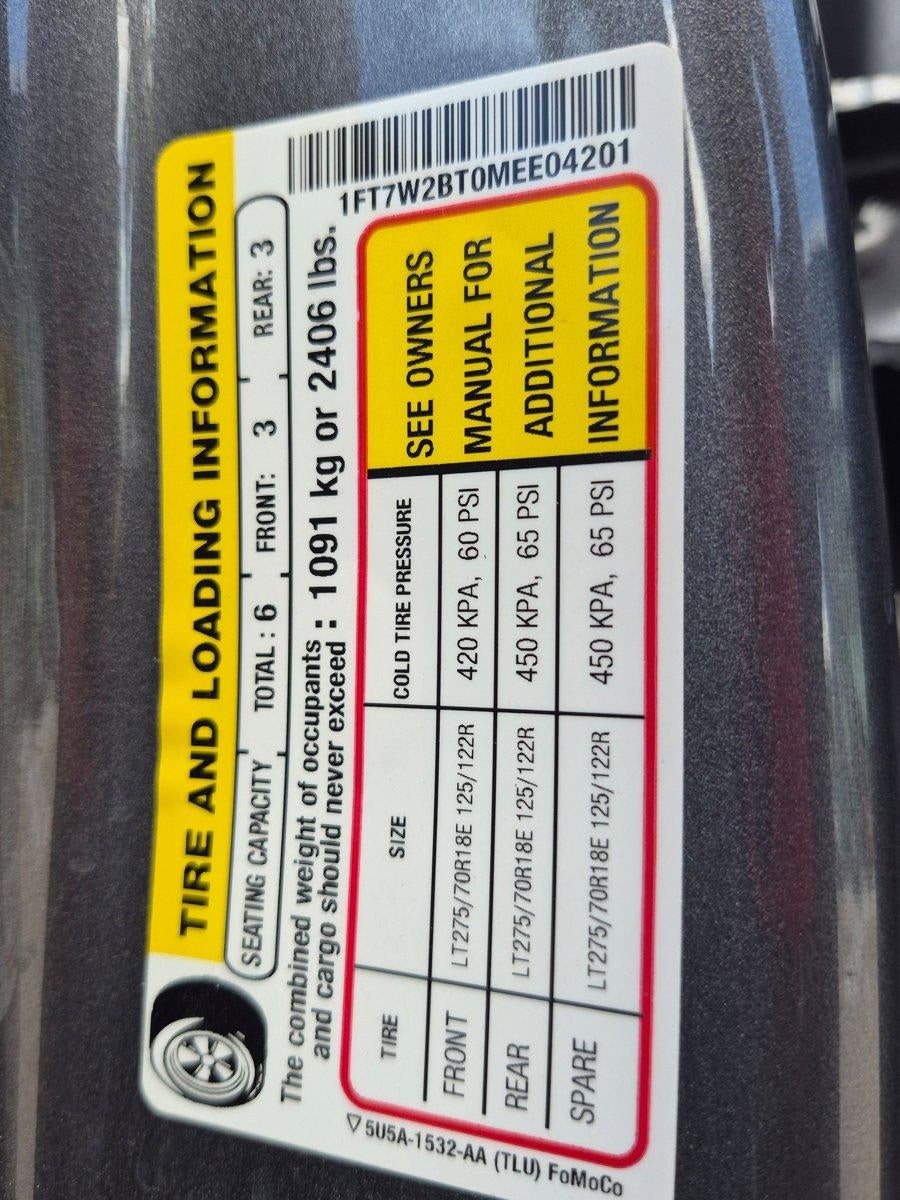 TIRE AND LOADING INFORMATION
SEATING CAPACITY TOTAL : 6 FRONT: 3 REAR: 3
The combined weight of occupants
and cargo should never exceed : 1091 kg or 2406 lbs.
1FT7W2BT0MEE04201
TIRE SIZE COLD TIRE PRESSURE
FRONT LT275/70R18E 125/122R 420 KPA, 60 PSI
REAR LT275/70R18E 125/122R 450 KPA, 65 PSI
SPARE LT275/70R18E 125/122R 450 KPA, 65 PSI
SEE OWNERS
MANUAL FOR
ADDITIONAL
INFORMATION
▽ 5U5A-1532-AA (TLU) FoMoCo